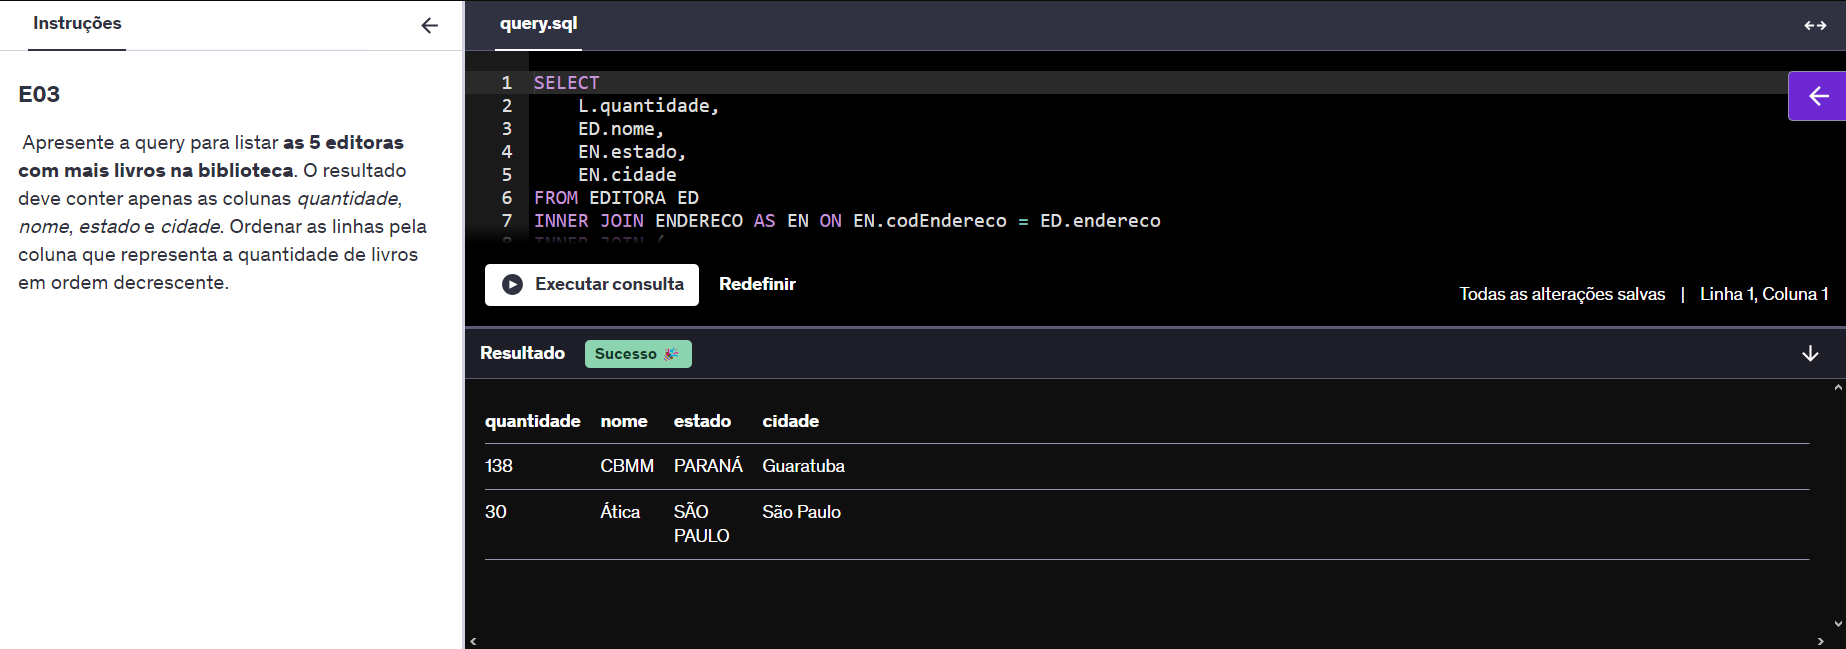 Instruções
E03
Apresente a query para listar as 5 editoras
com mais livros na biblioteca. O resultado
deve conter apenas as colunas quantidade,
nome, estado e cidade. Ordenar as linhas pela
coluna que representa a quantidade de livros
em ordem decrescente.
query.sql
1 SELECT
2 L.quantidade,
3 ED.nome,
4 EN.estado,
5 EN.cidade
6 FROM EDITORA ED
7 INNER JOIN ENDERECO AS EN ON EN.codEndereco = ED.endereco
8 INNER JOIN (
Executar consulta Redefinir
Todas as alterações salvas | Linha 1, Coluna 1
Resultado Sucesso 🎉
quantidade nome estado cidade
138 CBMM PARANÁ Guaratuba
30 Ática SÃO PAULO São Paulo